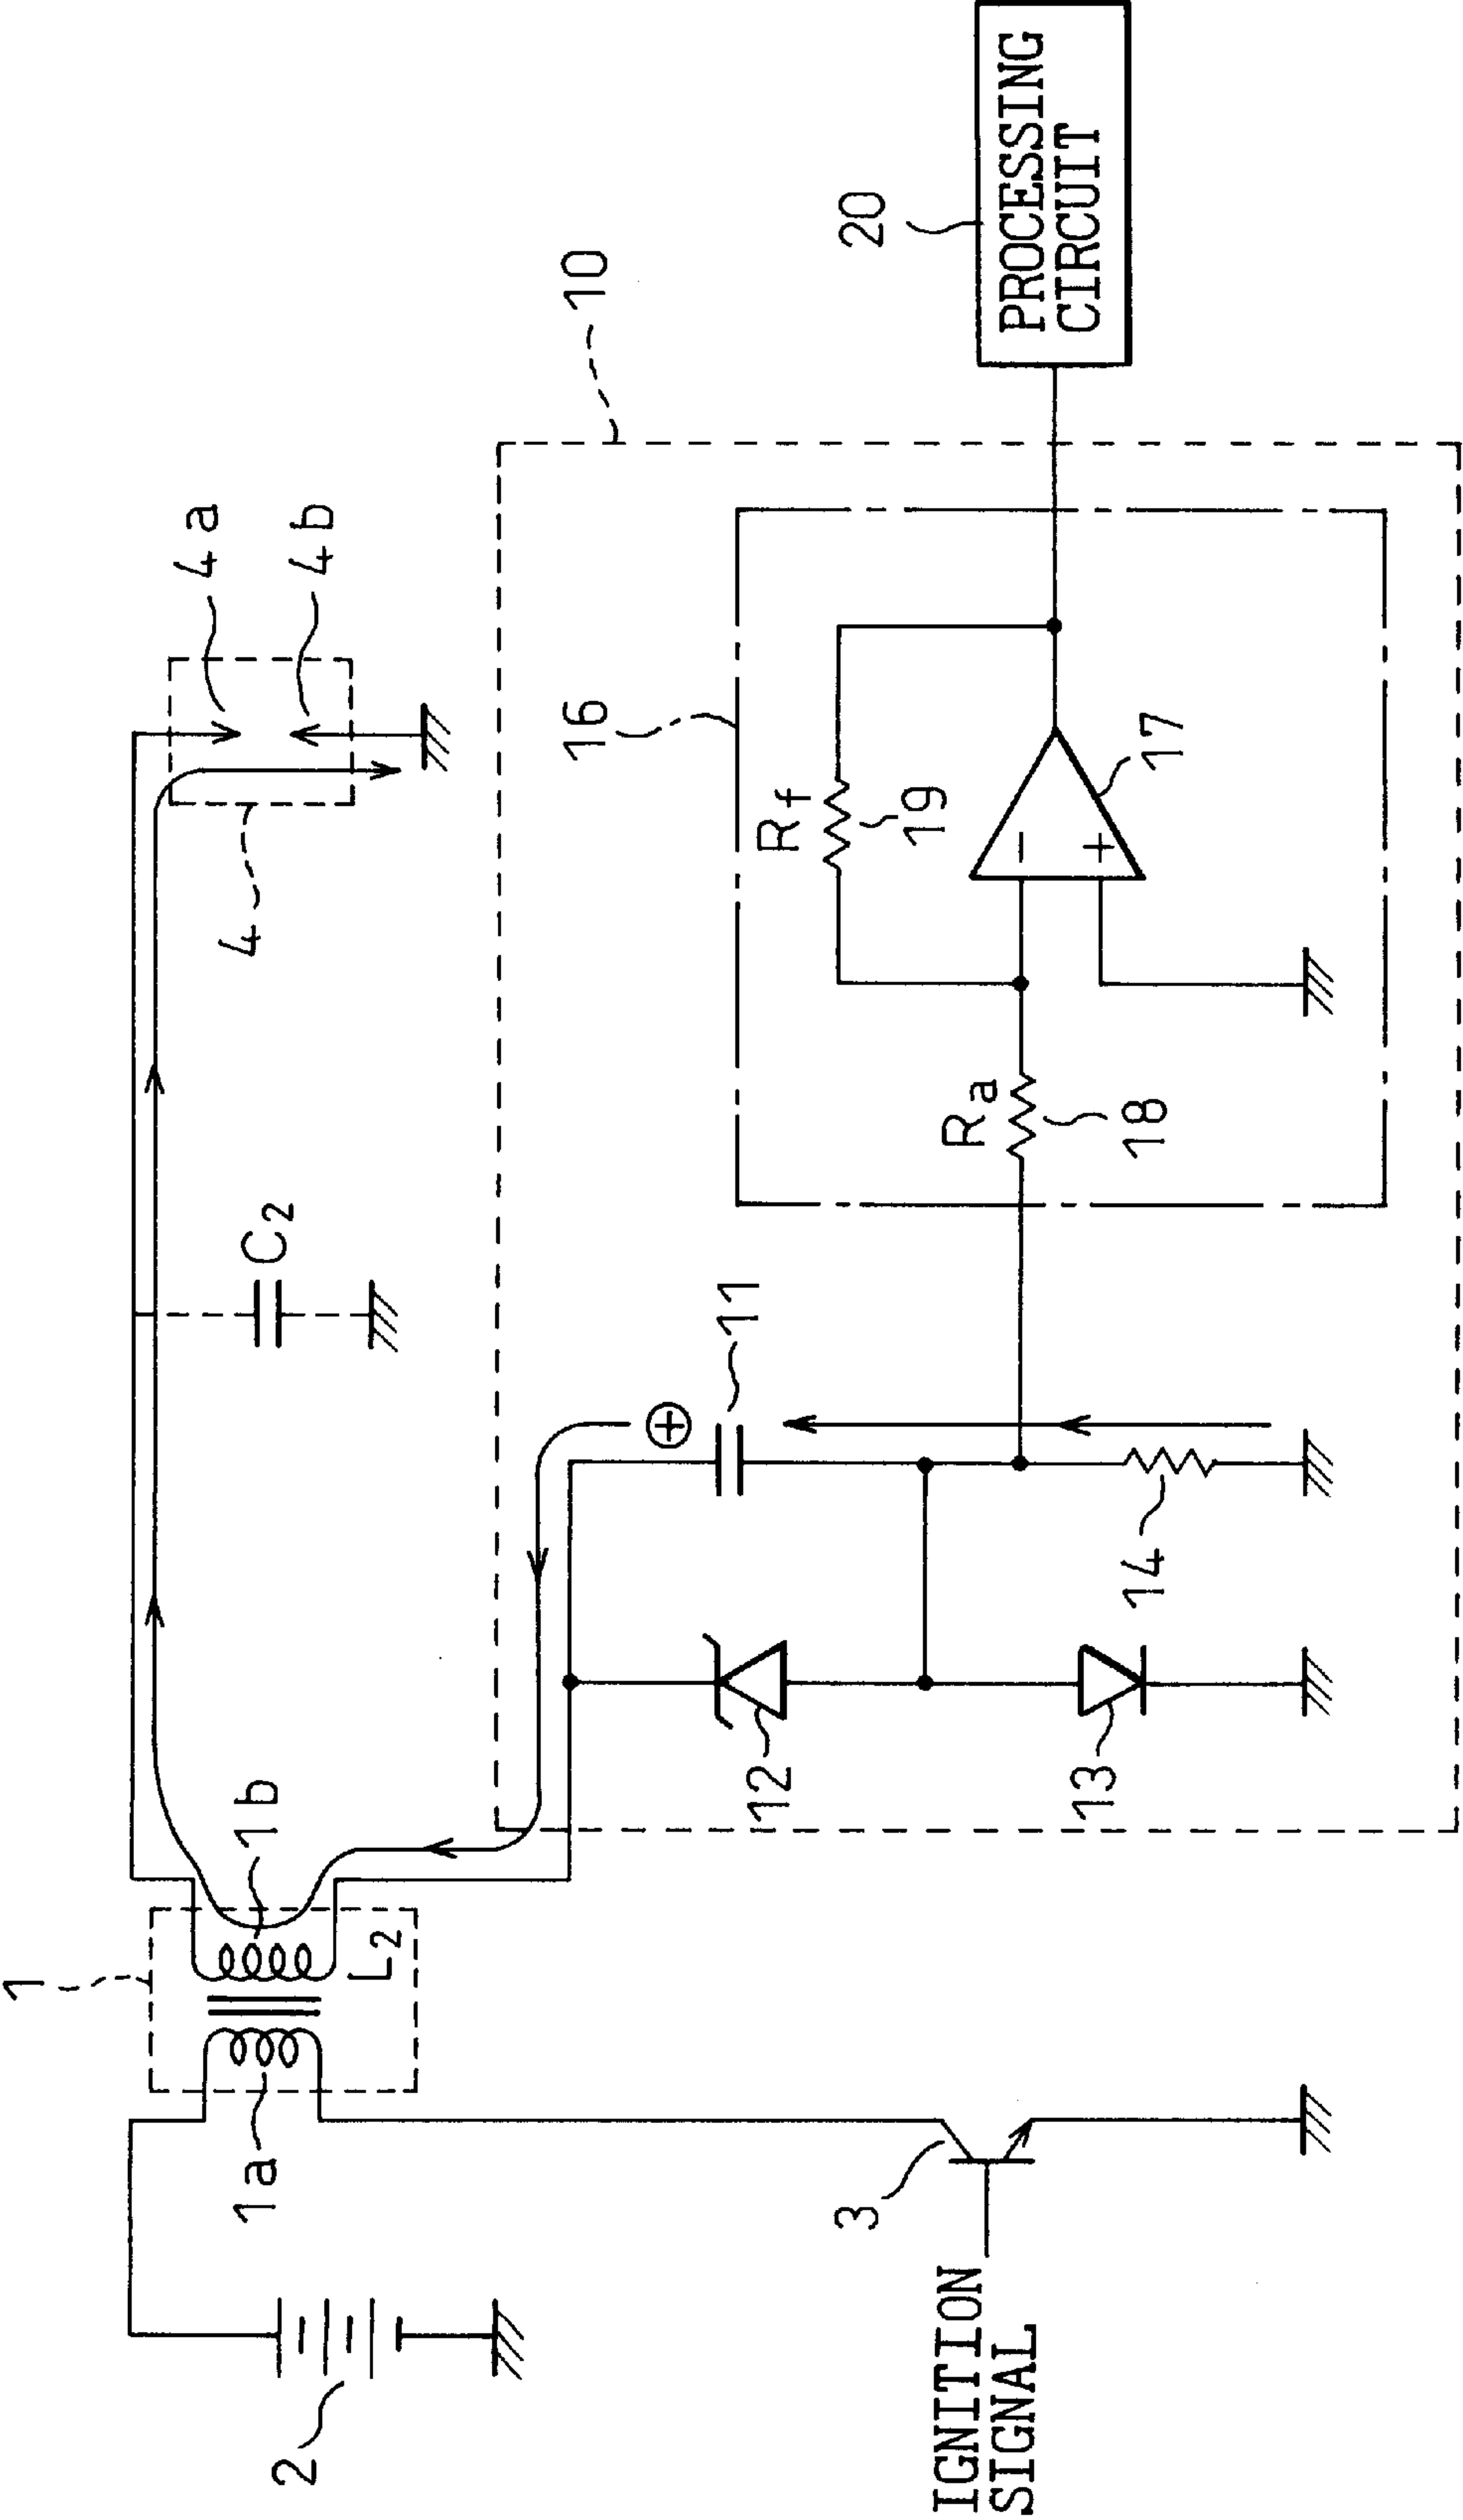 1
1a
1b
L2
2
3
IGNITION
SIGNAL
C2
4
4a
4b
10
11
12
13
14
16
Ra
18
Rf
19
−
+
17
20
PROCESSING
CIRCUIT
+